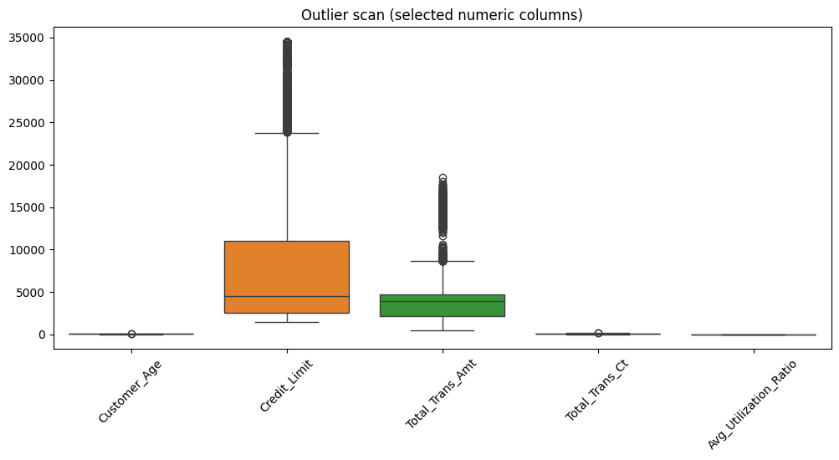 Outlier scan (selected numeric columns)
35000
30000
25000
20000
15000
10000
5000
0
Customer_Age
Credit_Limit
Total_Trans_Amt
Total_Trans_Ct
Avg_Utilization_Ratio